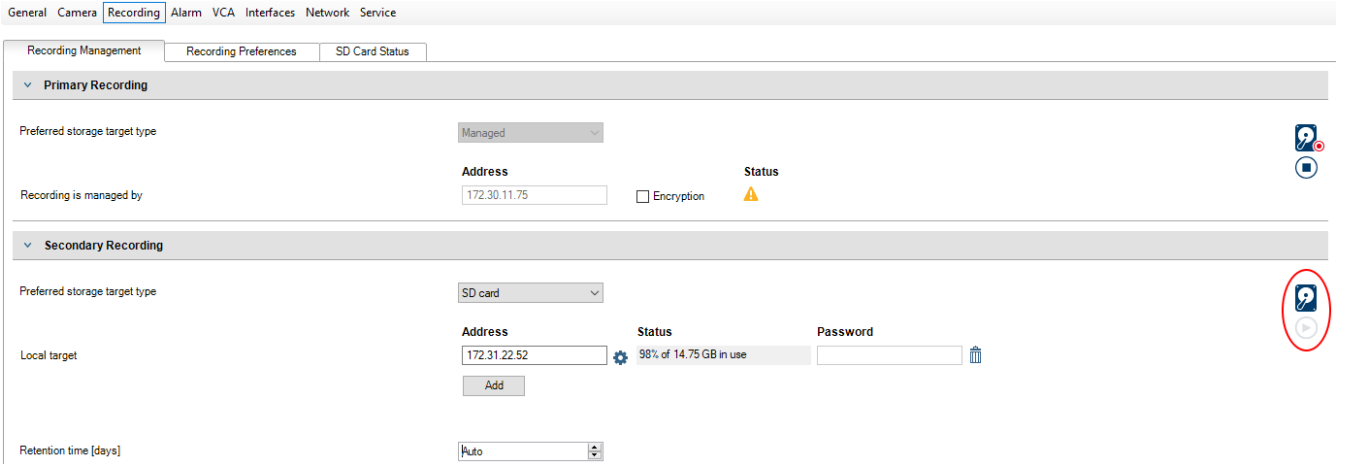 General Camera Recording Alarm VCA Interfaces Network Service
Recording Management Recording Preferences SD Card Status
Primary Recording
Preferred storage target type Managed
Address Status
Recording is managed by 172.30.11.75 Encryption
Secondary Recording
Preferred storage target type SD card
Address Status Password
Local target 172.31.22.52 98% of 14.75 GB in use
Add
Retention time [days] Auto